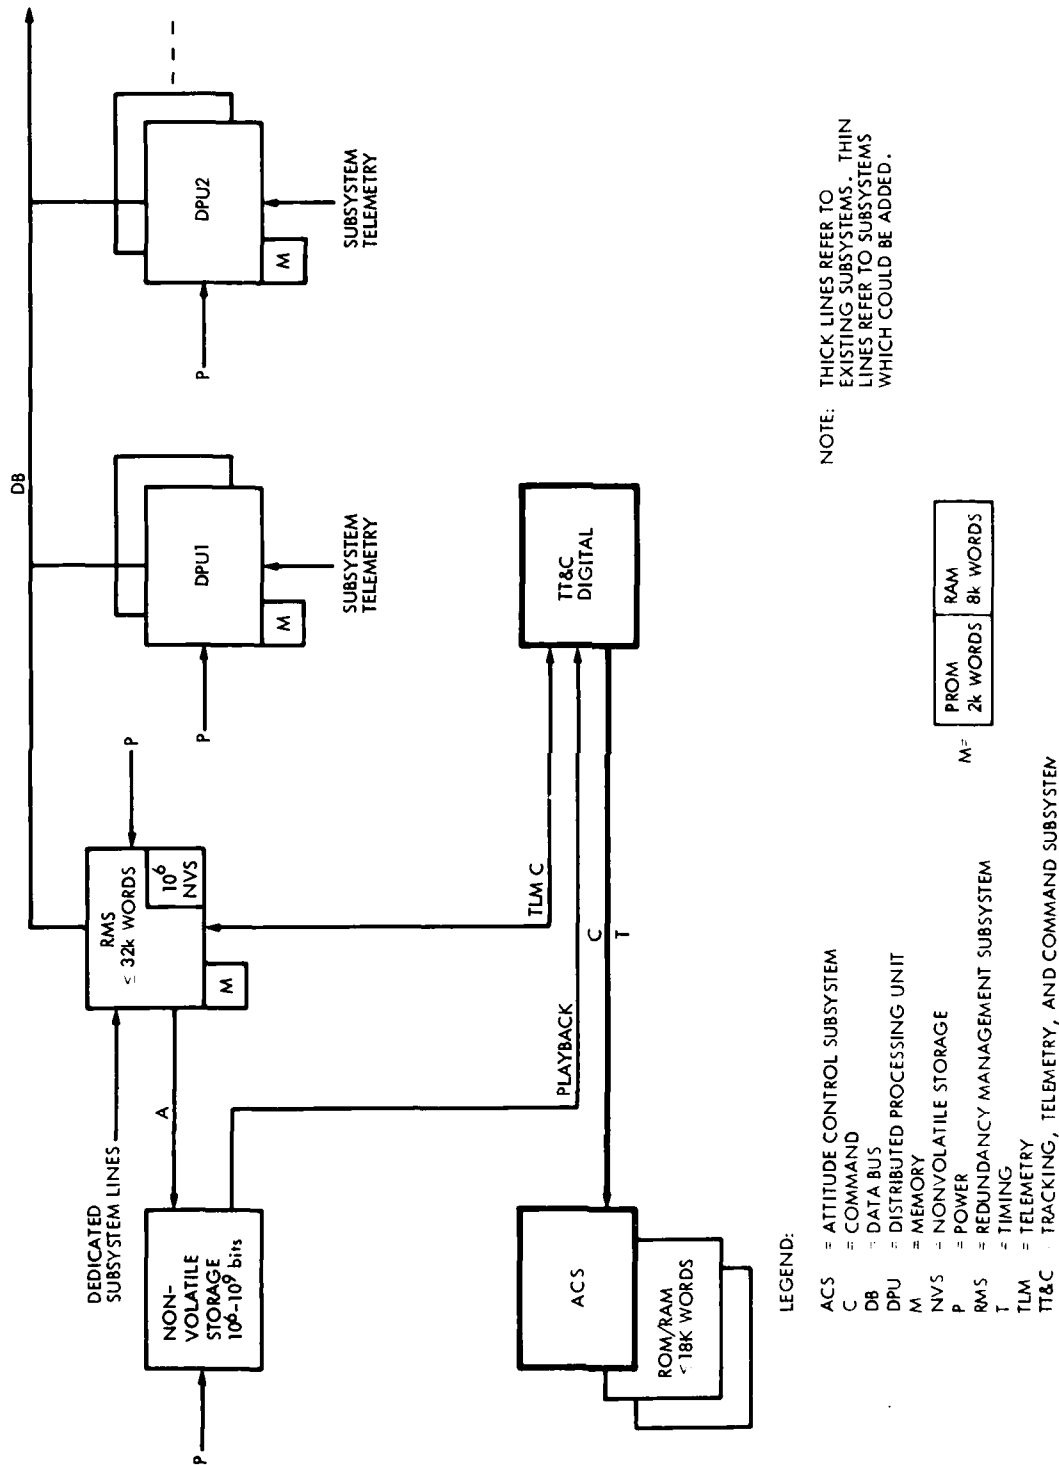 DB
P
RMS
≤ 32k WORDS
10⁶
NVS
M
DEDICATED
SUBSYSTEM LINES
A
P
NON-
VOLATILE
STORAGE
10⁶-10⁹ bits
P
DPU1
M
SUBSYSTEM
TELEMETRY
P
DPU2
M
SUBSYSTEM
TELEMETRY
TLM C
PLAYBACK
C
T
TT&C
DIGITAL
ACS
ROM/RAM
18K WORDS
NOTE: THICK LINES REFER TO
EXISTING SUBSYSTEMS. THIN
LINES REFER TO SUBSYSTEMS
WHICH COULD BE ADDED.
LEGEND:
ACS = ATTITUDE CONTROL SUBSYSTEM
C = COMMAND
DB = DATA BUS
DPU = DISTRIBUTED PROCESSING UNIT
M = MEMORY
NVS = NONVOLATILE STORAGE
P = POWER
RMS = REDUNDANCY MANAGEMENT SUBSYSTEM
T = TIMING
TLM = TELEMETRY
TT&C TRACKING, TELEMETRY, AND COMMAND SUBSYSTEM
M=
PROM
2k WORDS
RAM
8k WORDS